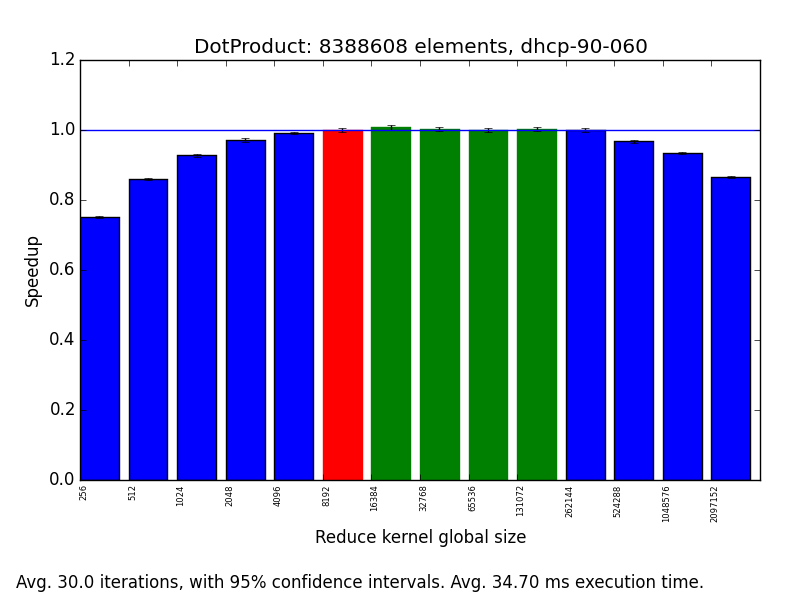 DotProduct: 8388608 elements, dhcp-90-060
1.2
1.0
0.8
0.6
0.4
0.2
0.0
Speedup
256 512 1024 2048 4096 8192 16384 32768 65536 131072 262144 524288 1048576 2097152
Reduce kernel global size
Avg. 30.0 iterations, with 95% confidence intervals. Avg. 34.70 ms execution time.